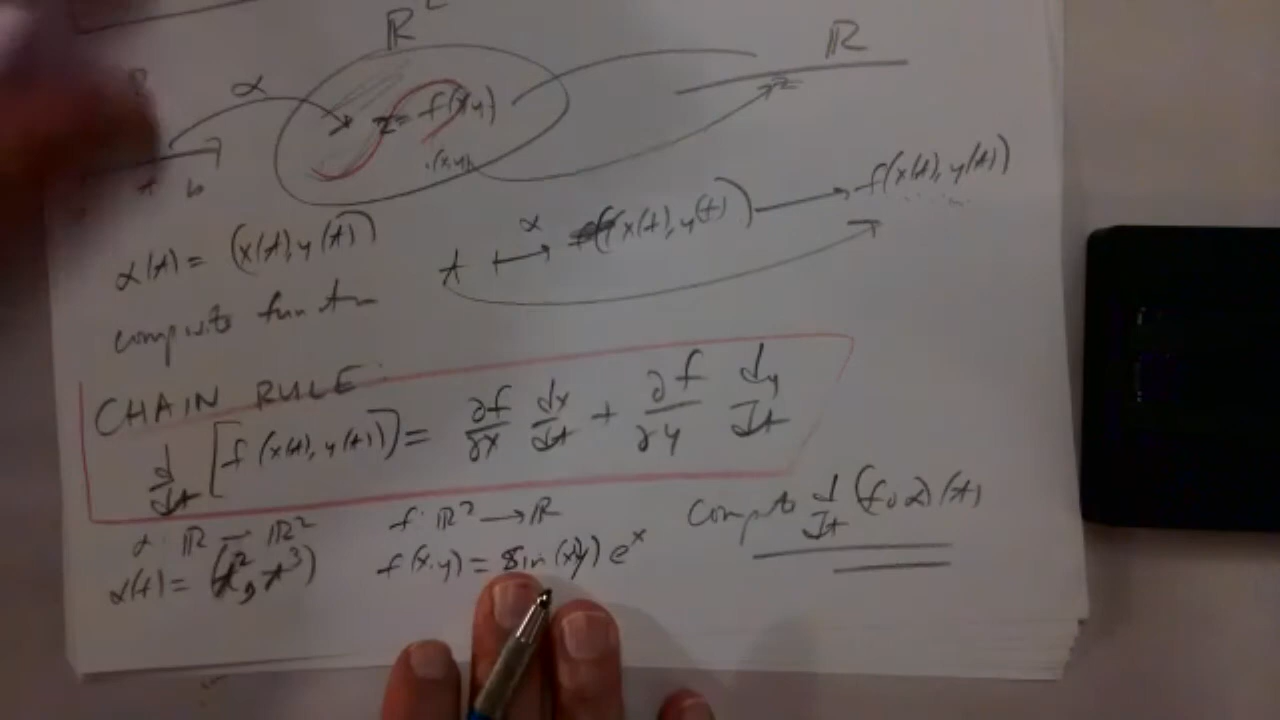 ℝ²
ℝ
α
z = f(x,y)
(x,y)
z
t b
α(t) = (x(t), y(t))
t ↦ α (x(t), y(t)) → f(x(t), y(t))
composite function
CHAIN RULE:
d/dt [f(x(t), y(t))] = ∂f/∂x dx/dt + ∂f/∂y dy/dt
α: ℝ → ℝ² f: ℝ² → ℝ
α(t) = (t², t³) f(x,y) = sin(xy) eˣ
compute d/dt (f∘α)(t)